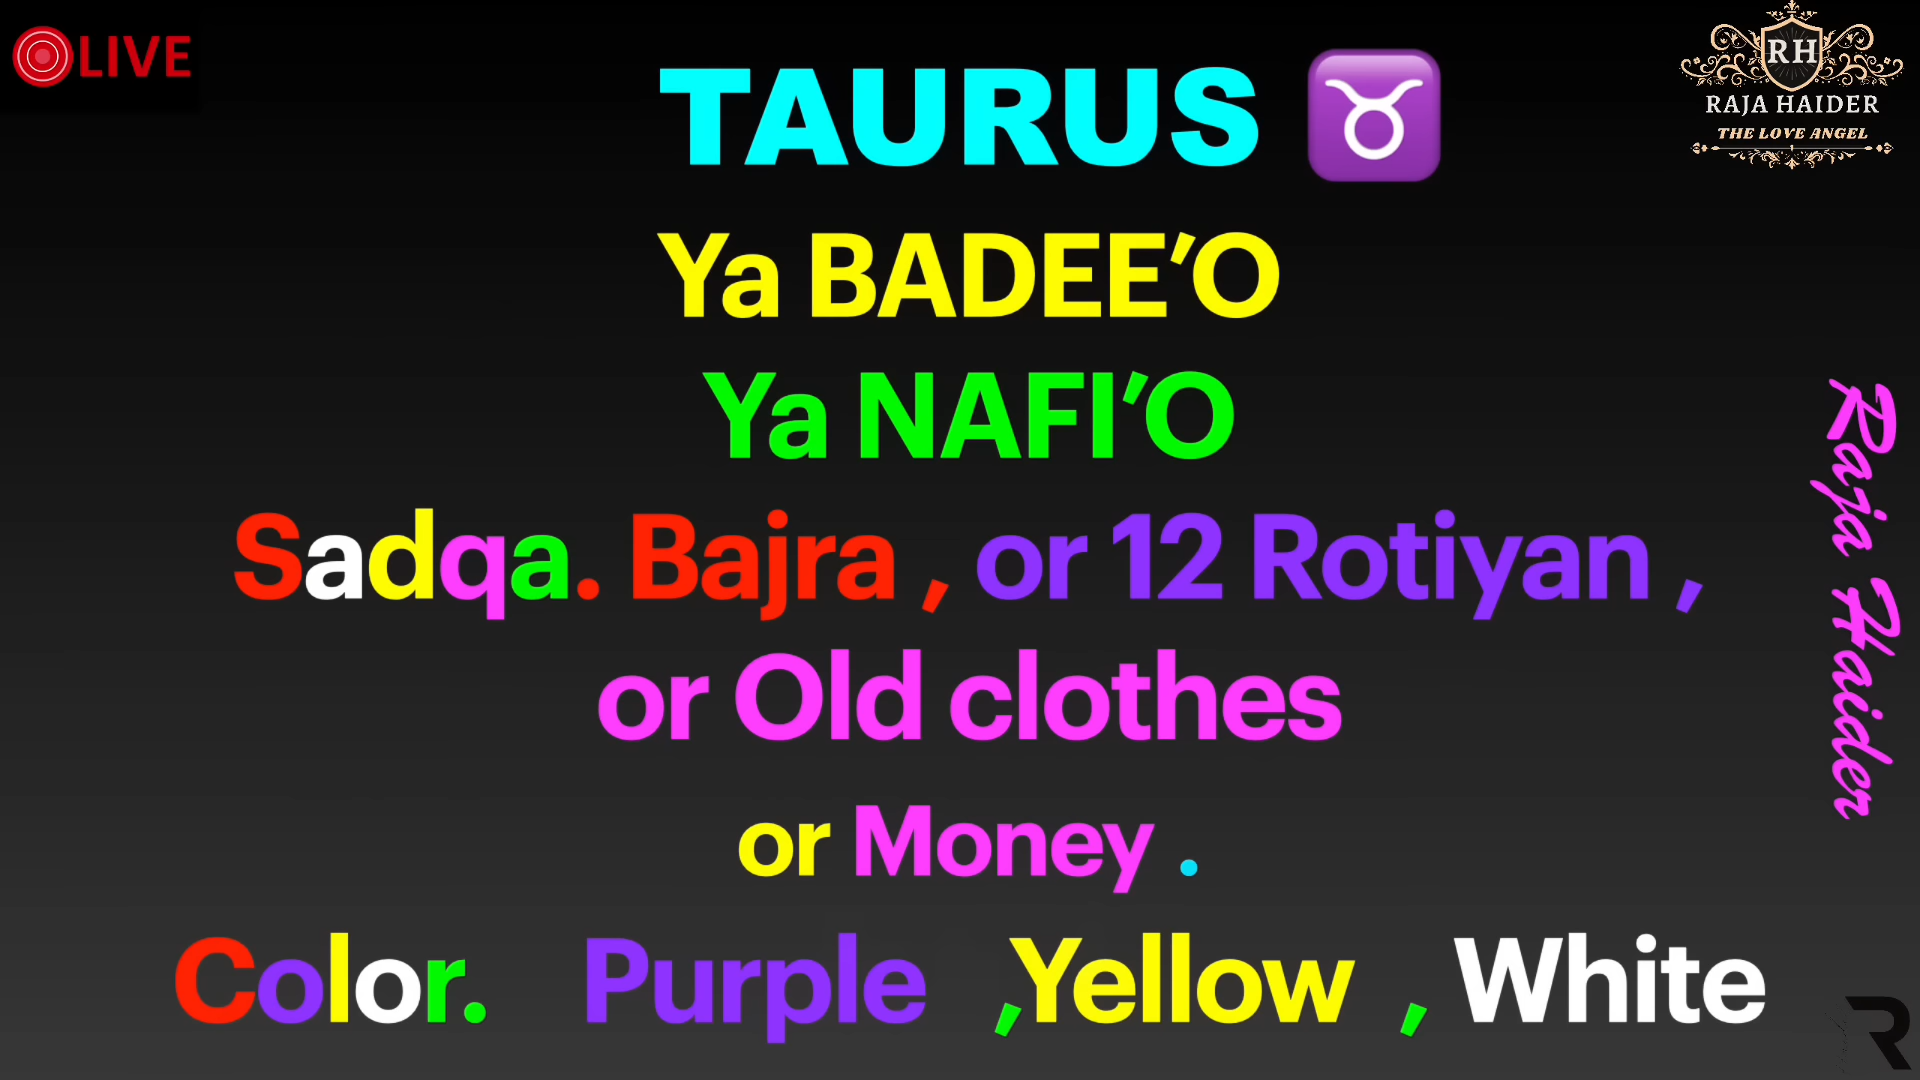 LIVE
RH
RAJA HAIDER
THE LOVE ANGEL
TAURUS ♉
Ya BADEE’O
Ya NAFI’O
Sadqa. Bajra , or 12 Rotiyan ,
or Old clothes
or Money .
Color. Purple ,Yellow , White
Raja Haider
R